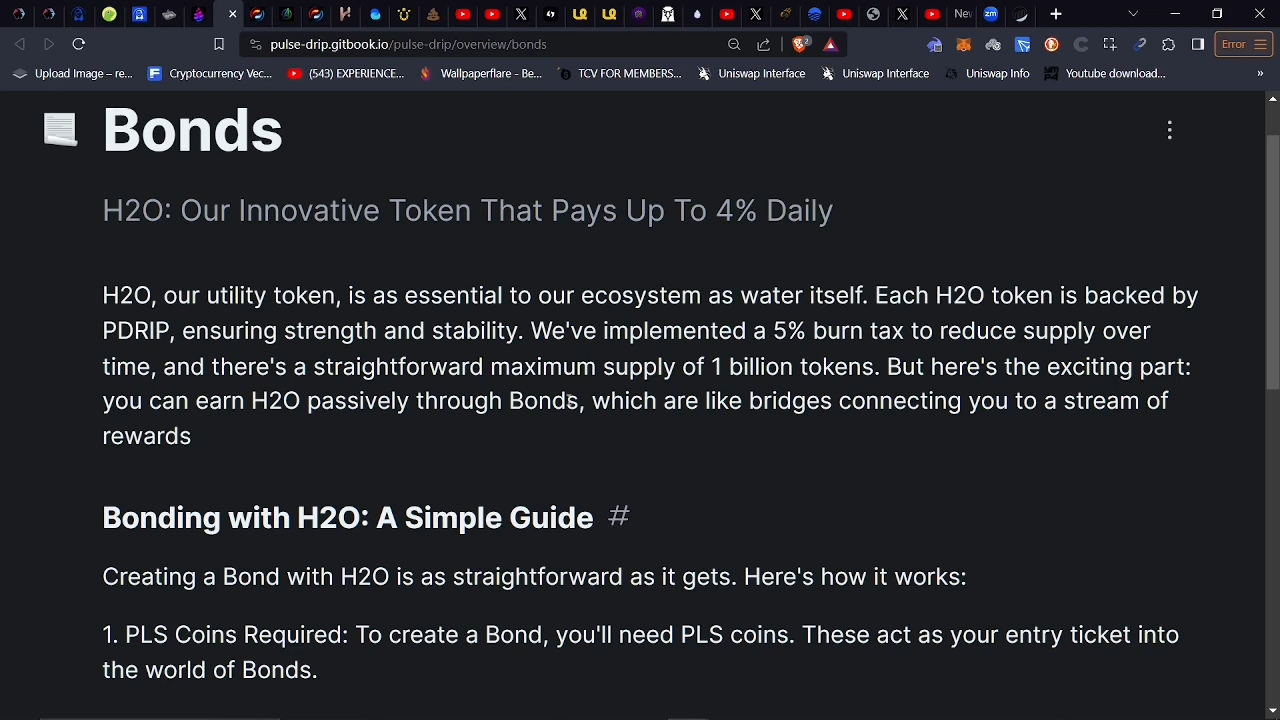 pulse-drip.gitbook.io/pulse-drip/overview/bonds
2
Error
New
Upload Image – re...
Cryptocurrency Vec...
(543) EXPERIENCE...
Wallpaperflare - Be...
TCV FOR MEMBERS...
Uniswap Interface
Uniswap Interface
Uniswap Info
Youtube download...
»
Bonds
H2O: Our Innovative Token That Pays Up To 4% Daily
H2O, our utility token, is as essential to our ecosystem as water itself. Each H2O token is backed by
PDRIP, ensuring strength and stability. We've implemented a 5% burn tax to reduce supply over
time, and there's a straightforward maximum supply of 1 billion tokens. But here's the exciting part:
you can earn H2O passively through Bonds, which are like bridges connecting you to a stream of
rewards
Bonding with H2O: A Simple Guide #
Creating a Bond with H2O is as straightforward as it gets. Here's how it works:
1. PLS Coins Required: To create a Bond, you'll need PLS coins. These act as your entry ticket into
the world of Bonds.